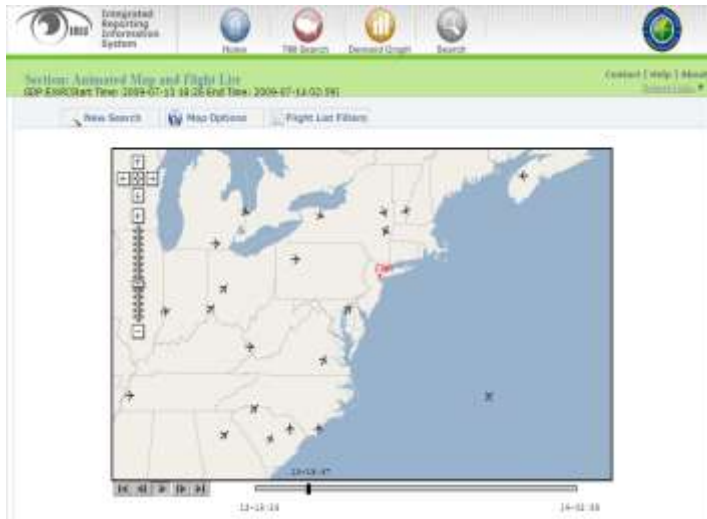 IRIS
Integrated
Reporting
Information
System
Home
TMI Search
Demand Graph
Search
Section: Animated Map and Flight List
Contact | Help | About
GDP EWR(Start Time: 2009-07-13 18:26 End Time: 2009-07-14 02:59)
New Search
Map Options
Flight List Filters